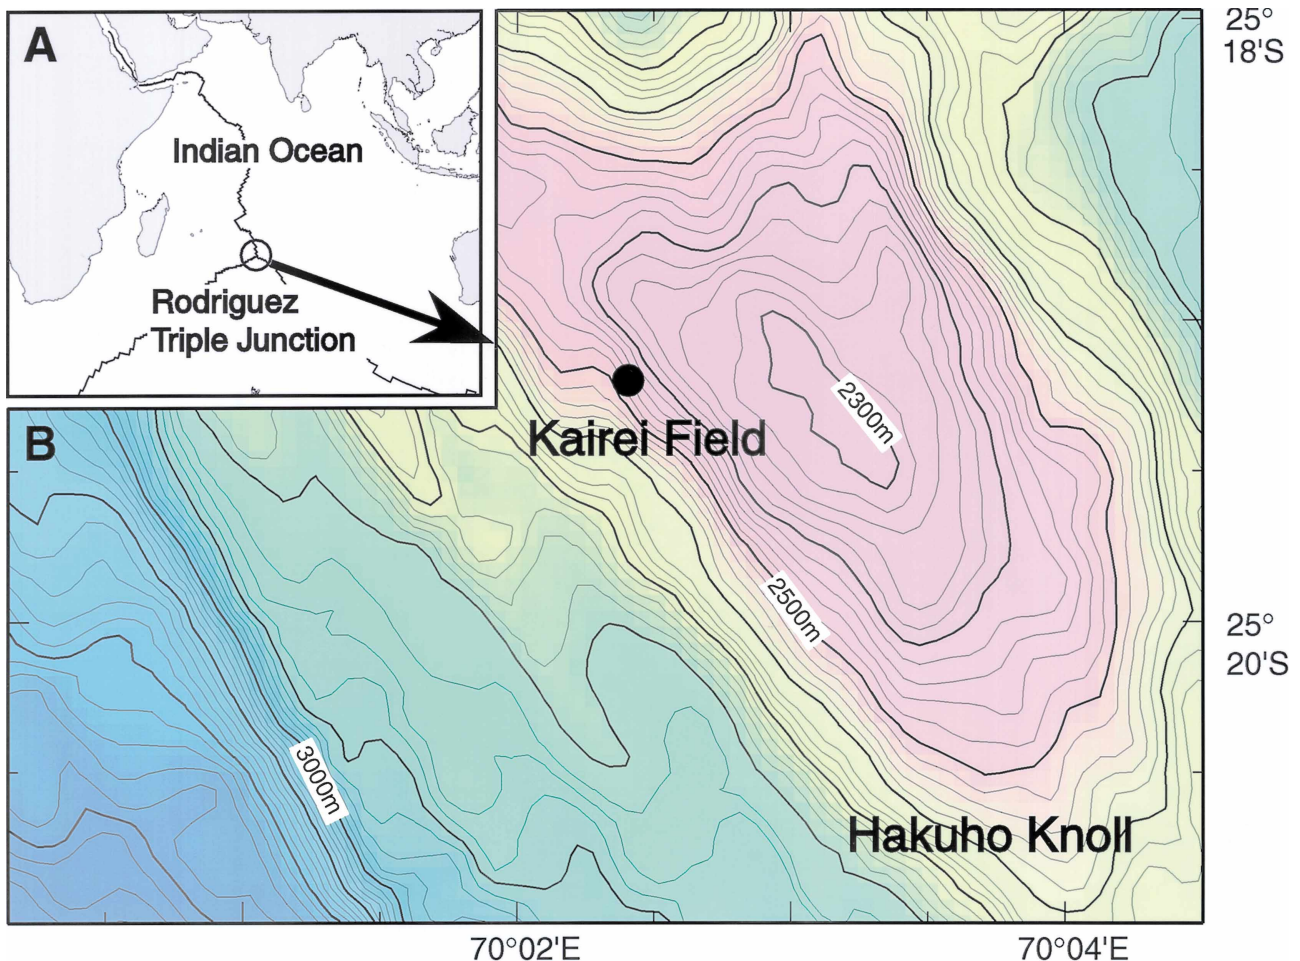 A
Indian Ocean
Rodriguez
Triple Junction
B
Kairei Field
2300m
2500m
3000m
Hakuho Knoll
25°
18'S
25°
20'S
70°02'E
70°04'E